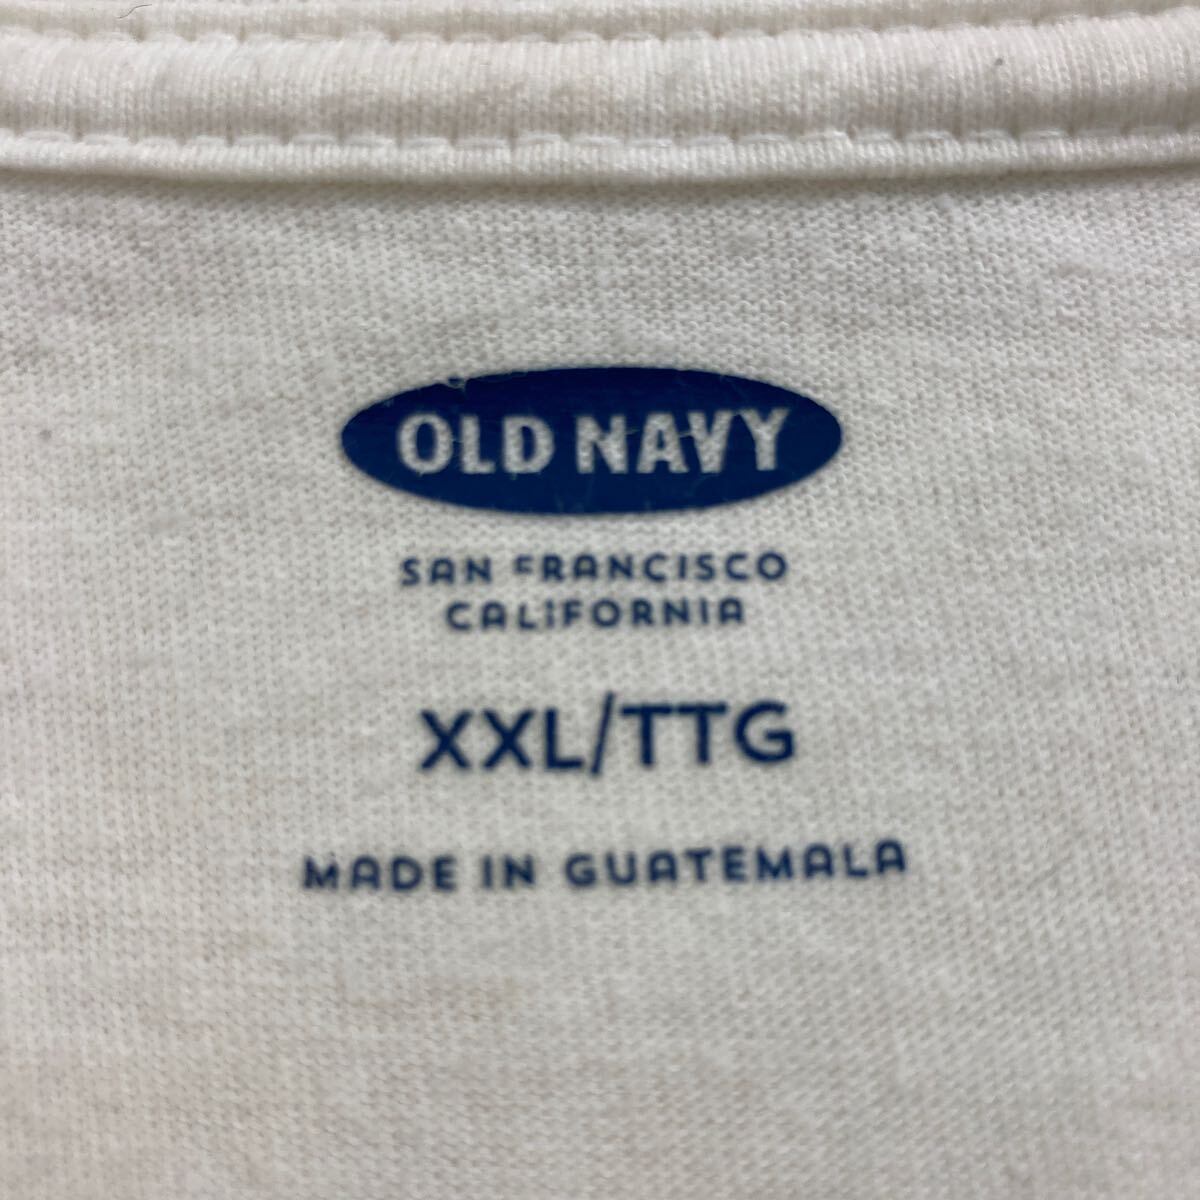 OLD NAVY
SAN FRANCISCO
CALIFORNIA
XXL/TTG
MADE IN GUATEMALA